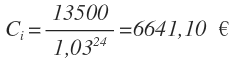 C_i = 13500 / 1,03^24 = 6641,10 €